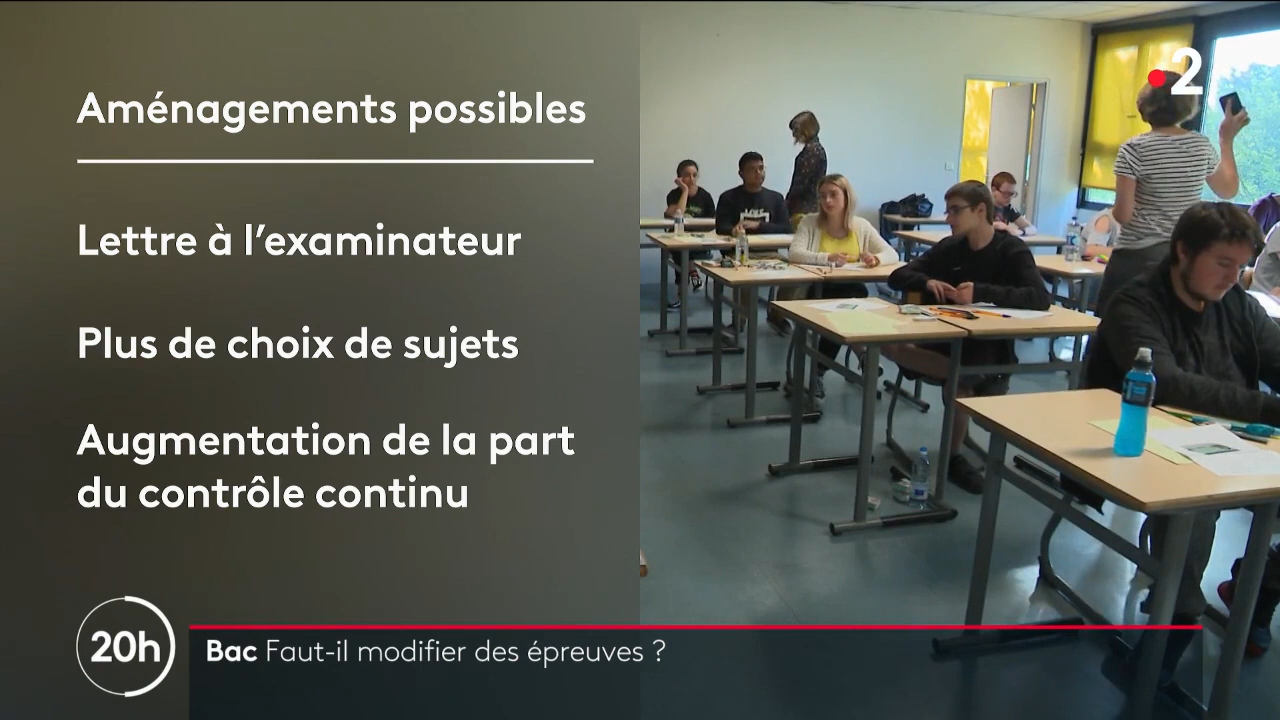 Aménagements possibles
2
Lettre à l'examinateur
Plus de choix de sujets
Augmentation de la part
du contrôle continu
20h
Bac Faut-il modifier des épreuves ?